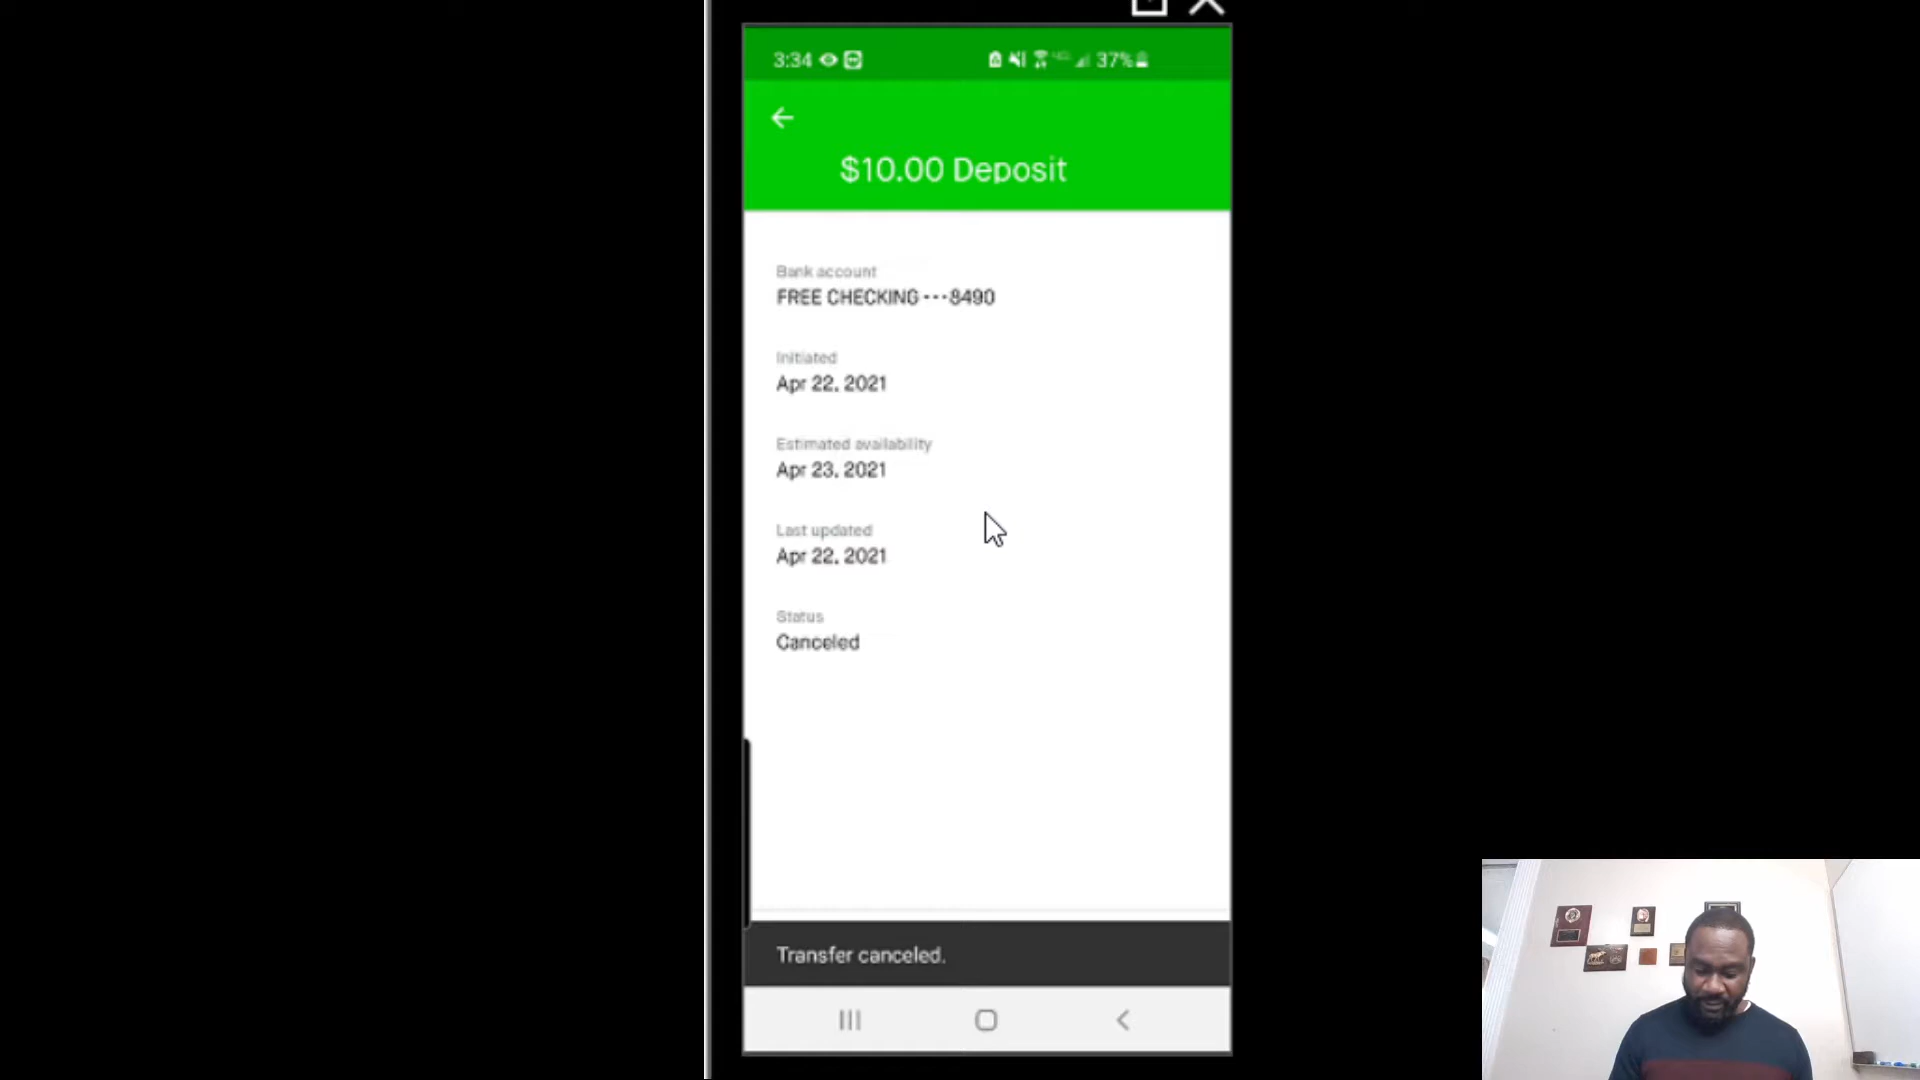 3:34 37%
$10.00 Deposit
Bank account
FREE CHECKING ···8490
Initiated
Apr 22, 2021
Estimated availability
Apr 23, 2021
Last updated
Apr 22, 2021
Status
Canceled
Transfer canceled.